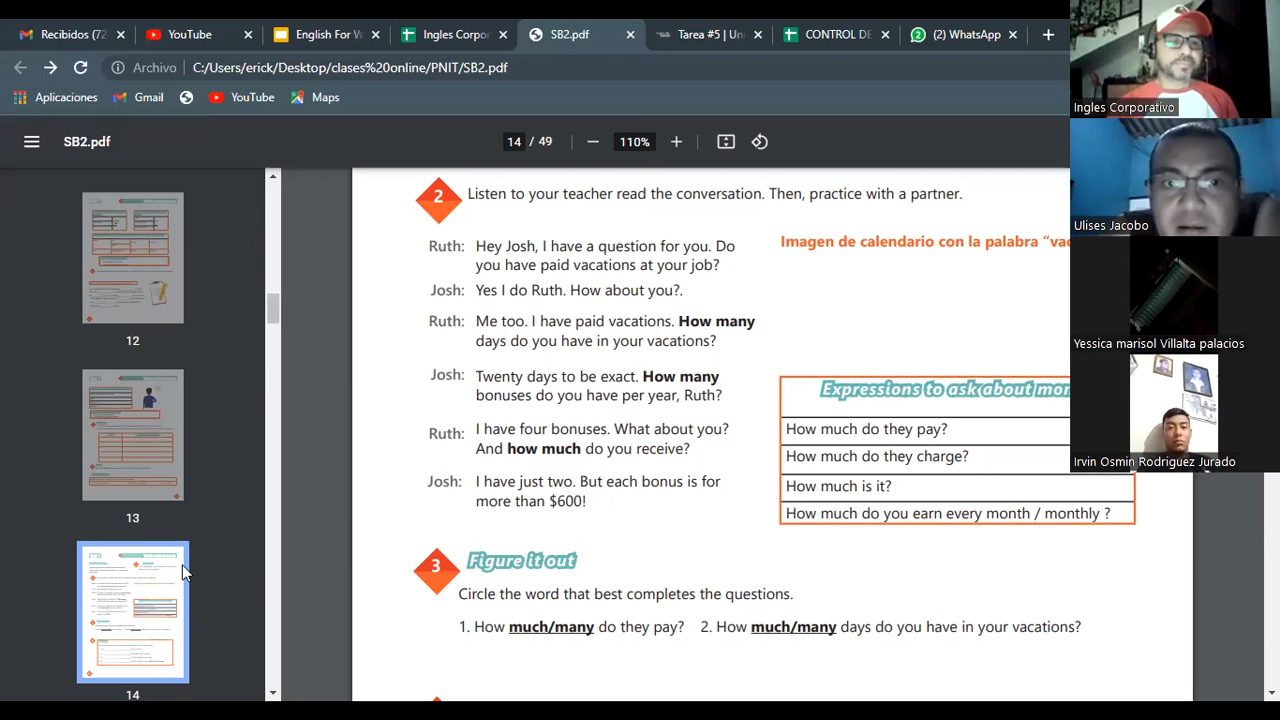 Recibidos (72
YouTube
English For W
Ingles Corpor
SB2.pdf
Tarea #5 | Un
CONTROL DE
(2) WhatsApp
Archivo
C:/Users/erick/Desktop/clases%20online/PNIT/SB2.pdf
Aplicaciones
Gmail
YouTube
Maps
SB2.pdf
14 / 49
110%
Ingles Corporativo
Ulises Jacobo
Yessica marisol Villalta palacios
Irvin Osmin Rodriguez Jurado
12
13
14
2 Listen to your teacher read the conversation. Then, practice with a partner.
Ruth: Hey Josh, I have a question for you. Do
you have paid vacations at your job?
Josh: Yes I do Ruth. How about you?.
Ruth: Me too. I have paid vacations. How many
days do you have in your vacations?
Josh: Twenty days to be exact. How many
bonuses do you have per year, Ruth?
Ruth: I have four bonuses. What about you?
And how much do you receive?
Josh: I have just two. But each bonus is for
more than $600!
Imagen de calendario con la palabra “vac
Expressions to ask about mon
How much do they pay?
How much do they charge?
How much is it?
How much do you earn every month / monthly ?
3 Figure it out
Circle the word that best completes the questions.
1. How much/many do they pay? 2. How much/many days do you have in your vacations?